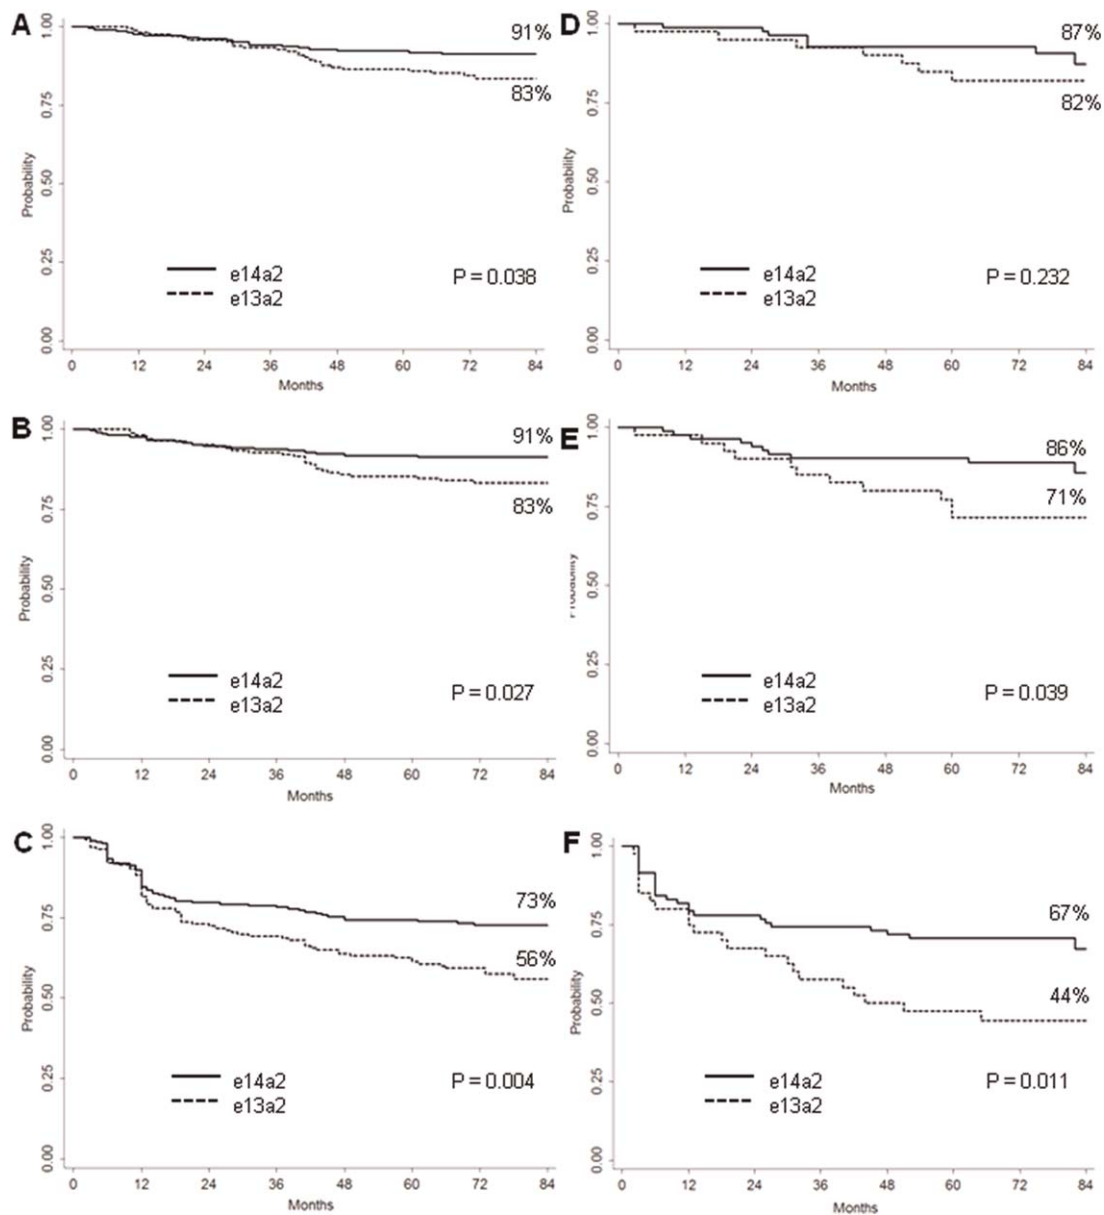 A
1.00
0.75
0.50
0.25
0.00
Probability
91%
83%
e14a2
e13a2
P = 0.038
0 12 24 36 48 60 72 84
Months
D
1.00
0.75
0.50
0.25
0.00
Probability
87%
82%
e14a2
e13a2
P = 0.232
0 12 24 36 48 60 72 84
Months
B
1.00
0.75
0.50
0.25
0.00
Probability
91%
83%
e14a2
e13a2
P = 0.027
0 12 24 36 48 60 72 84
Months
E
1.00
0.75
0.50
0.25
0.00
Probability
86%
71%
e14a2
e13a2
P = 0.039
0 12 24 36 48 60 72 84
Months
C
1.00
0.75
0.50
0.25
0.00
Probability
73%
56%
e14a2
e13a2
P = 0.004
0 12 24 36 48 60 72 84
Months
F
1.00
0.75
0.50
0.25
0.00
Probability
67%
44%
e14a2
e13a2
P = 0.011
0 12 24 36 48 60 72 84
Months